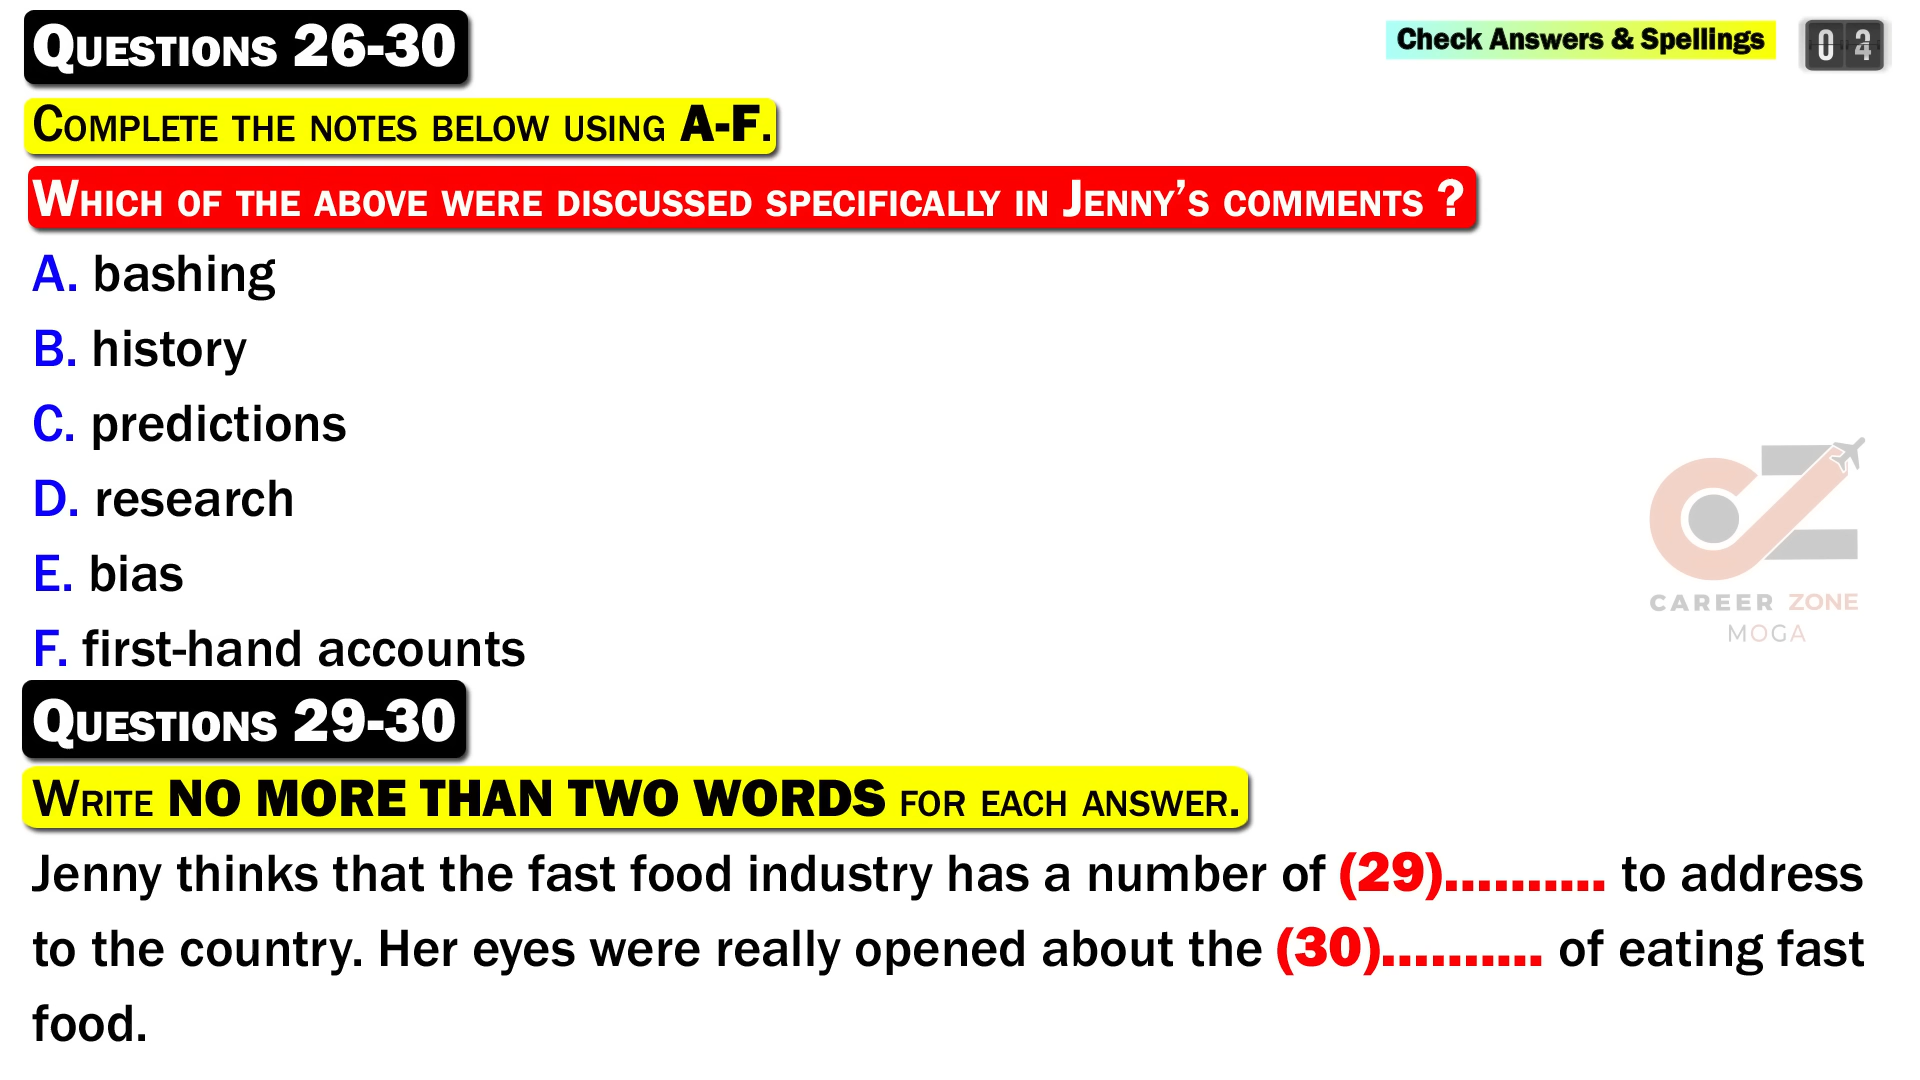 QUESTIONS 26-30
Check Answers & Spellings
COMPLETE THE NOTES BELOW USING A-F.
WHICH OF THE ABOVE WERE DISCUSSED SPECIFICALLY IN JENNY'S COMMENTS ?
A. bashing
B. history
C. predictions
D. research
E. bias
F. first-hand accounts
CAREER ZONE
MOGA
QUESTIONS 29-30
WRITE NO MORE THAN TWO WORDS FOR EACH ANSWER.
Jenny thinks that the fast food industry has a number of (29).......... to address
to the country. Her eyes were really opened about the (30).......... of eating fast
food.